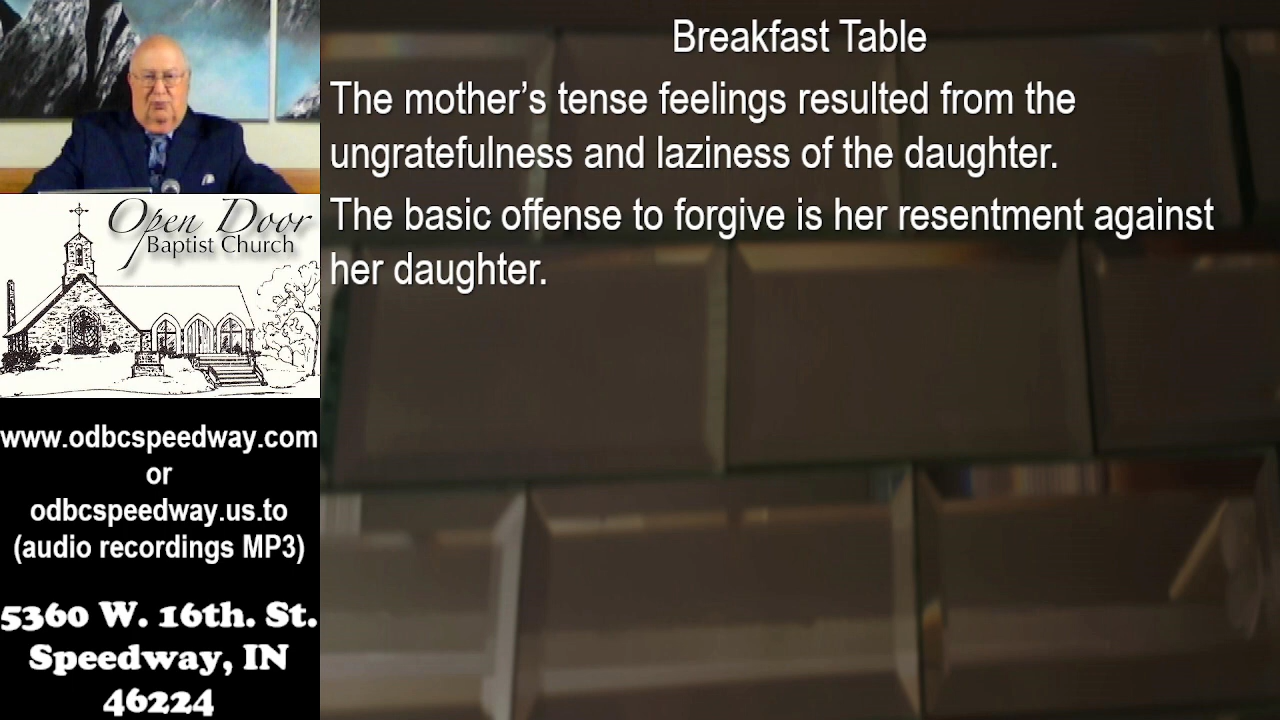 Breakfast Table
The mother’s tense feelings resulted from the
ungratefulness and laziness of the daughter.
The basic offense to forgive is her resentment against
her daughter.
Open Door
Baptist Church
www.odbcspeedway.com
or
odbcspeedway.us.to
(audio recordings MP3)
5360 W. 16th. St.
Speedway, IN
46224